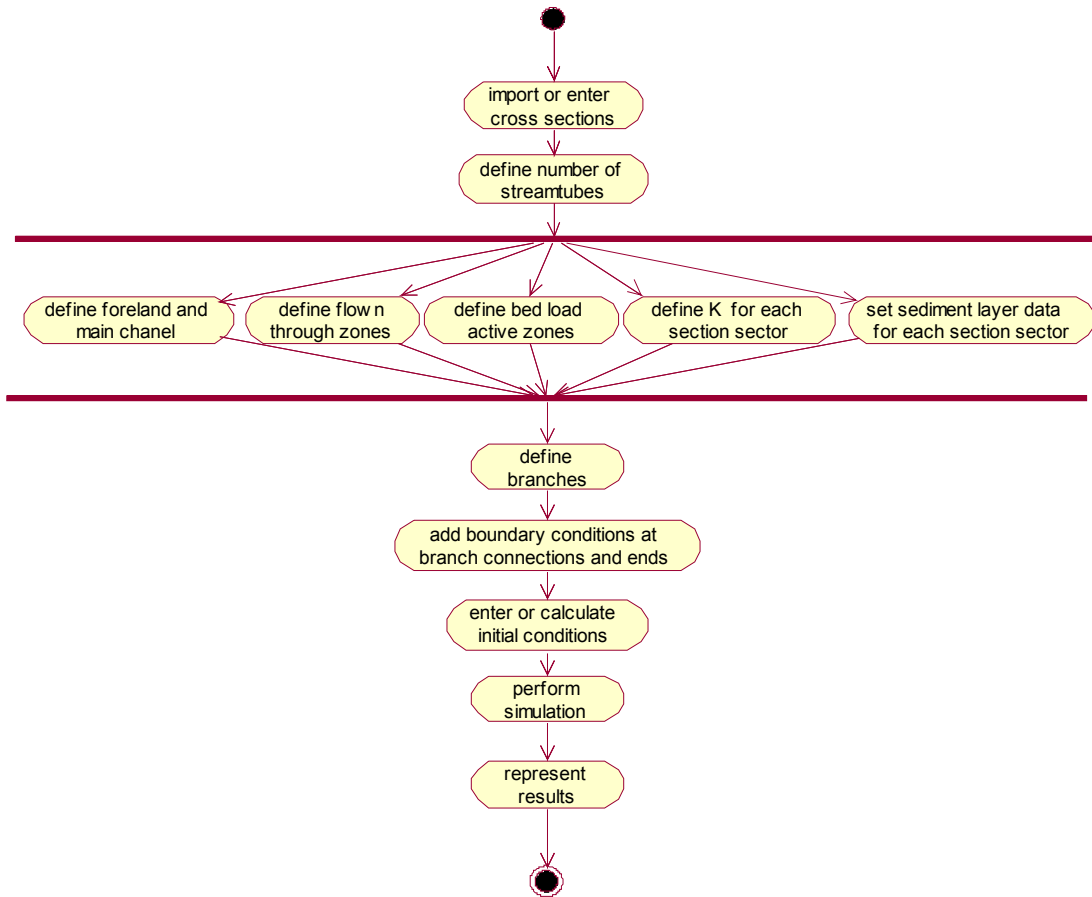 import or enter
cross sections
define number of
streamtubes
define foreland and
main chanel
define flow n
through zones
define bed load
active zones
define K for each
section sector
set sediment layer data
for each section sector
define
branches
add boundary conditions at
branch connections and ends
enter or calculate
initial conditions
perform
simulation
represent
results